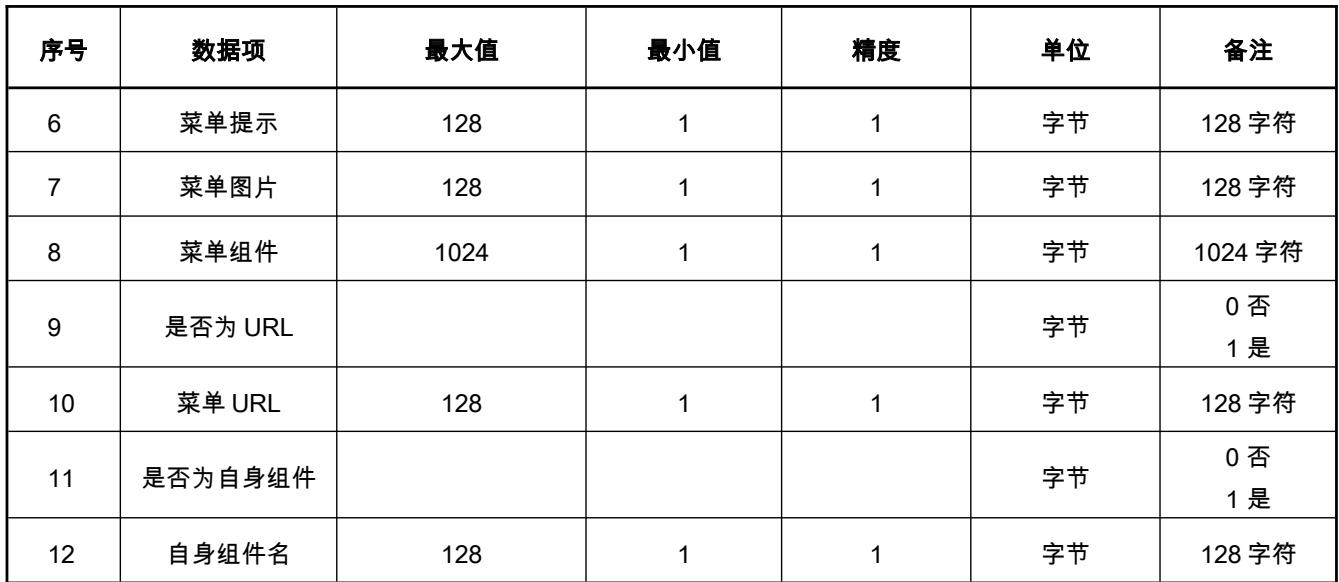 序号 数据项 最大值 最小值 精度 单位 备注
6 菜单提示 128 1 1 字节 128 字符
7 菜单图片 128 1 1 字节 128 字符
8 菜单组件 1024 1 1 字节 1024 字符
9 是否为 URL 字节 0 否
1 是
10 菜单 URL 128 1 1 字节 128 字符
11 是否为自身组件 字节 0 否
1 是
12 自身组件名 128 1 1 字节 128 字符